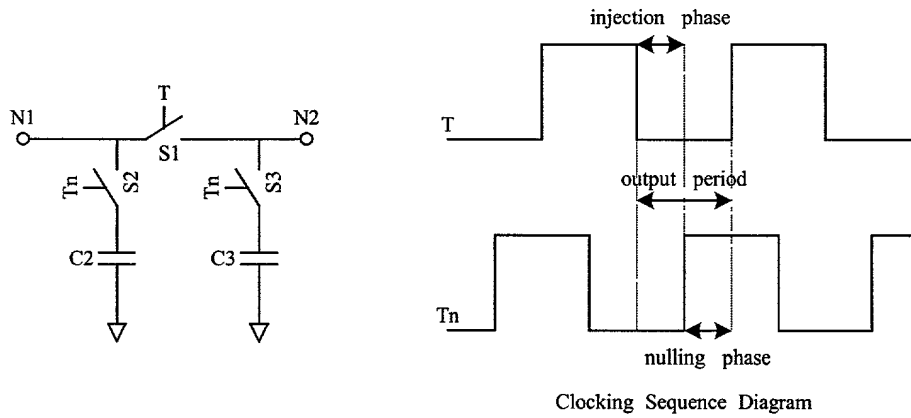 injection phase
T
N1
N2
S1
T
S2
S3
Tn
Tn
output period
C2
C3
Tn
nulling phase
Clocking Sequence Diagram